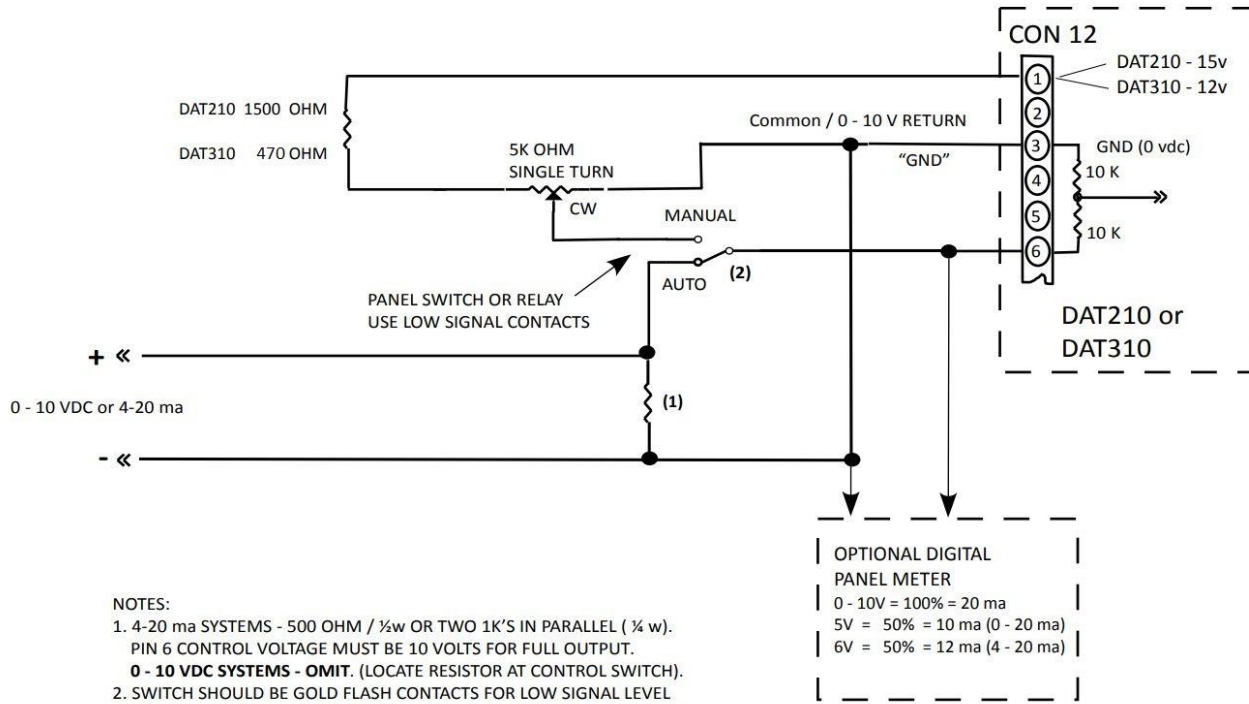 CON 12
DAT210 - 15v
DAT310 - 12v
1
2
3
4
5
6
DAT210 1500 OHM
DAT310 470 OHM
5K OHM
SINGLE TURN
CW
Common / 0 - 10 V RETURN
"GND"
GND (0 vdc)
10 K
10 K
MANUAL
AUTO
(2)
PANEL SWITCH OR RELAY
USE LOW SIGNAL CONTACTS
DAT210 or
DAT310
+
0 - 10 VDC or 4-20 ma
-
(1)
OPTIONAL DIGITAL
PANEL METER
0 - 10V = 100% = 20 ma
5V = 50% = 10 ma (0 - 20 ma)
6V = 50% = 12 ma (4 - 20 ma)
NOTES:
1. 4-20 ma SYSTEMS - 500 OHM / ½w OR TWO 1K'S IN PARALLEL ( ¼ w).
PIN 6 CONTROL VOLTAGE MUST BE 10 VOLTS FOR FULL OUTPUT.
0 - 10 VDC SYSTEMS - OMIT. (LOCATE RESISTOR AT CONTROL SWITCH).
2. SWITCH SHOULD BE GOLD FLASH CONTACTS FOR LOW SIGNAL LEVEL